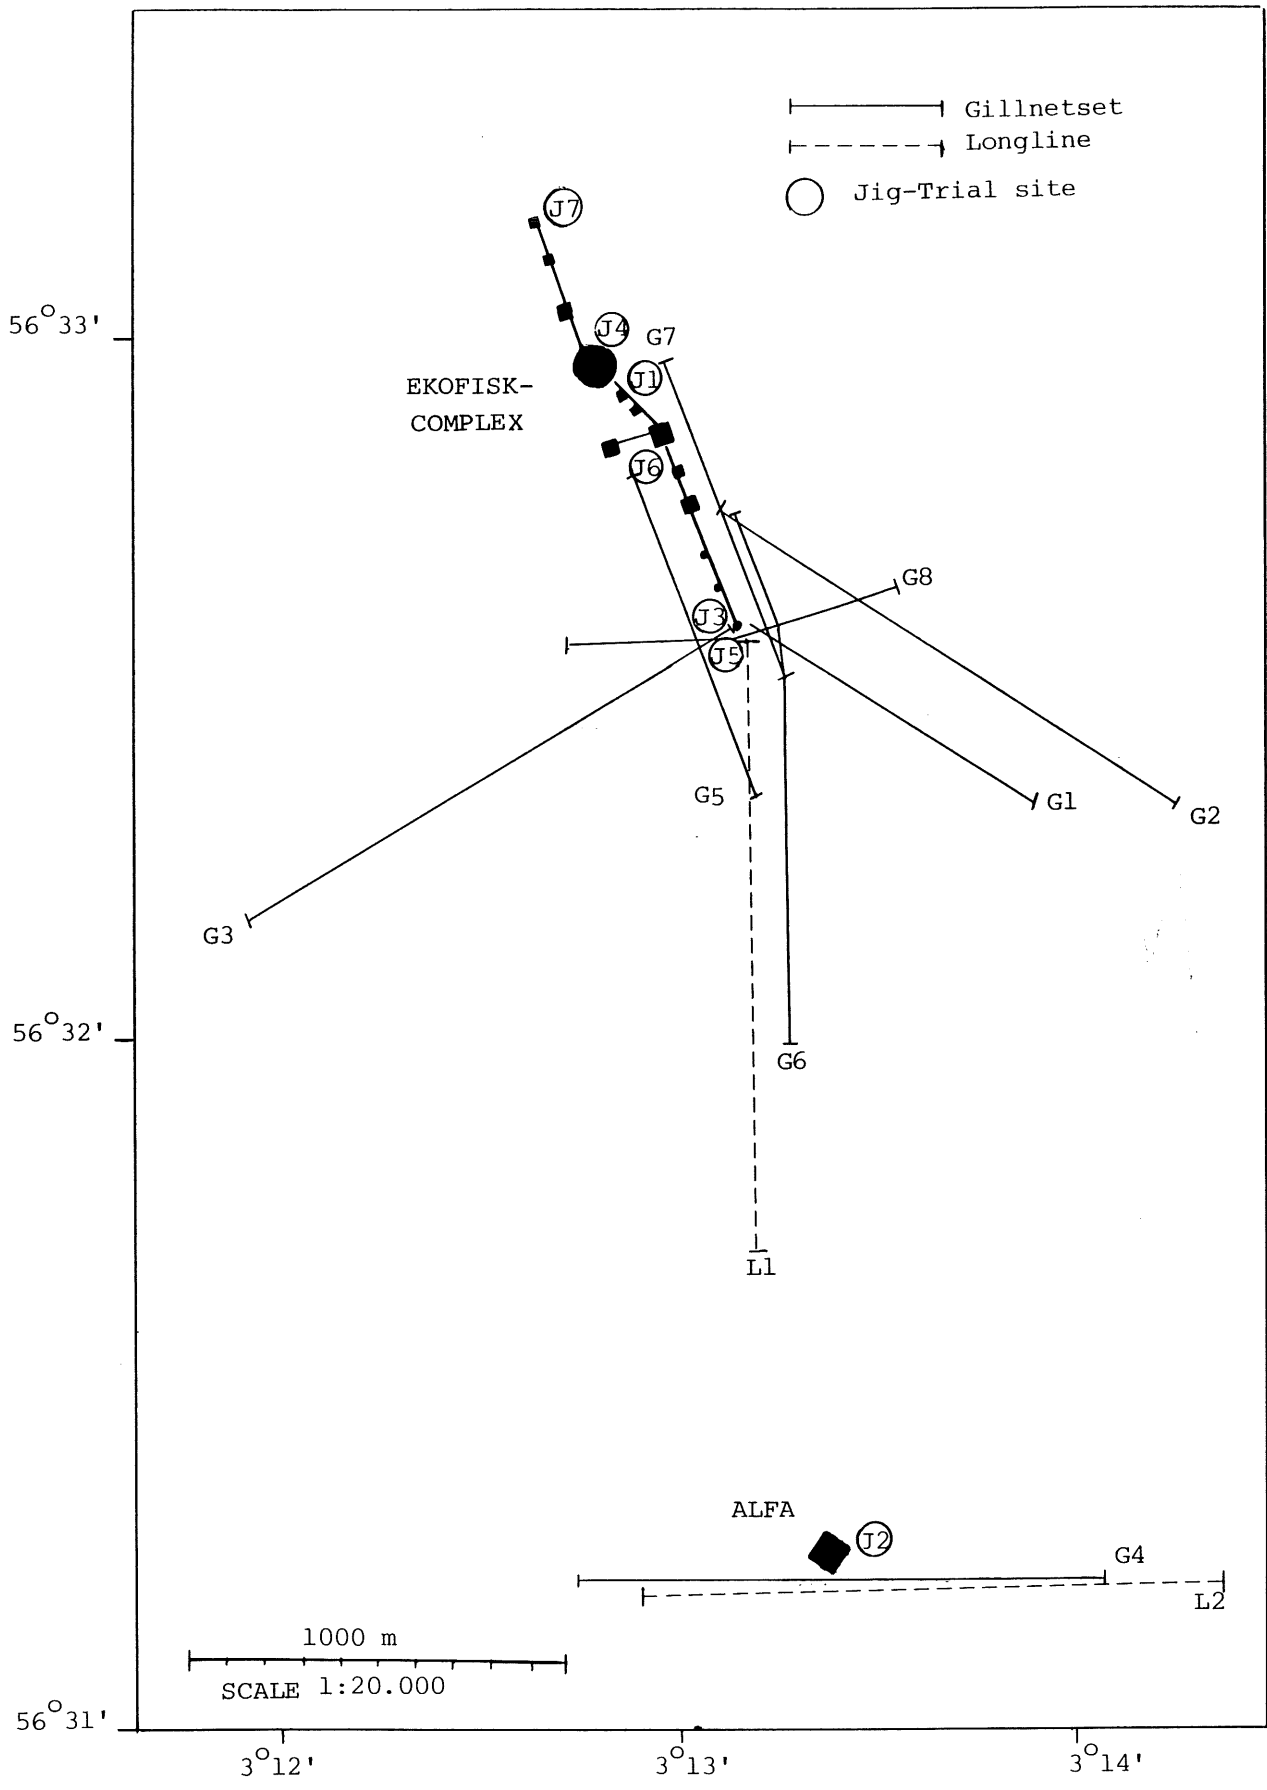 Gillnetset
Longline
Jig-Trial site
J7
56°33'
J4
G7
J1
EKOFISK-
COMPLEX
J6
G8
J3
J5
G5
G1
G2
G3
56°32'
G6
L1
ALFA
J2
G4
L2
1000 m
SCALE 1:20.000
56°31'
3°12'
3°13'
3°14'